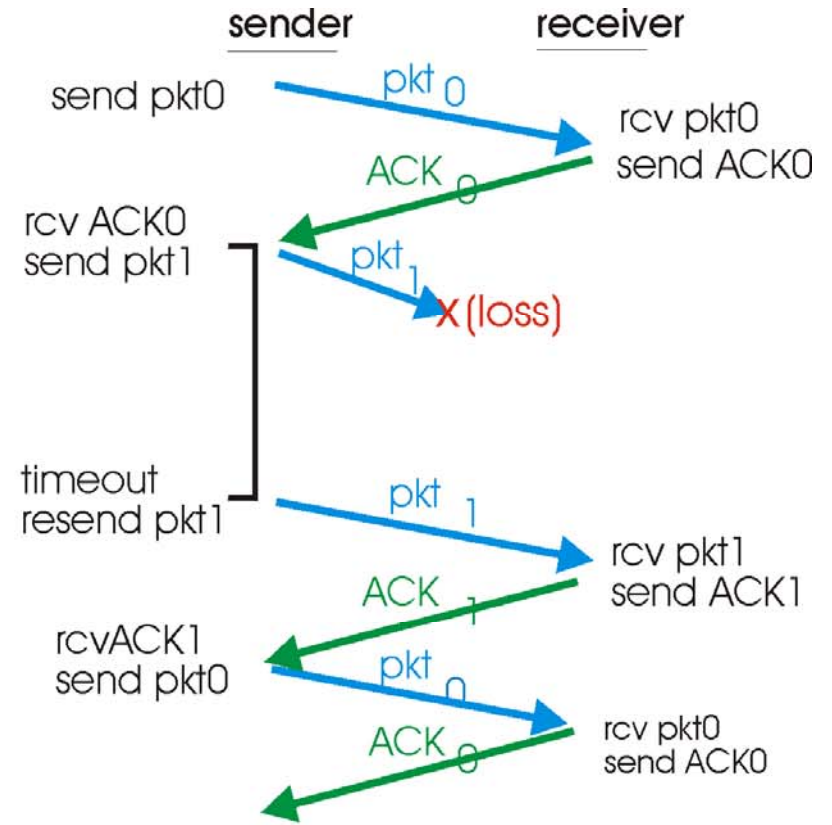 sender receiver
send pkt0
pkt 0
rcv pkt0
send ACK0
ACK 0
rcv ACK0
send pkt1
pkt 1
X (loss)
timeout
resend pkt1
pkt 1
rcv pkt1
send ACK1
ACK 1
rcvACK1
send pkt0
pkt 0
rcv pkt0
send ACK0
ACK 0